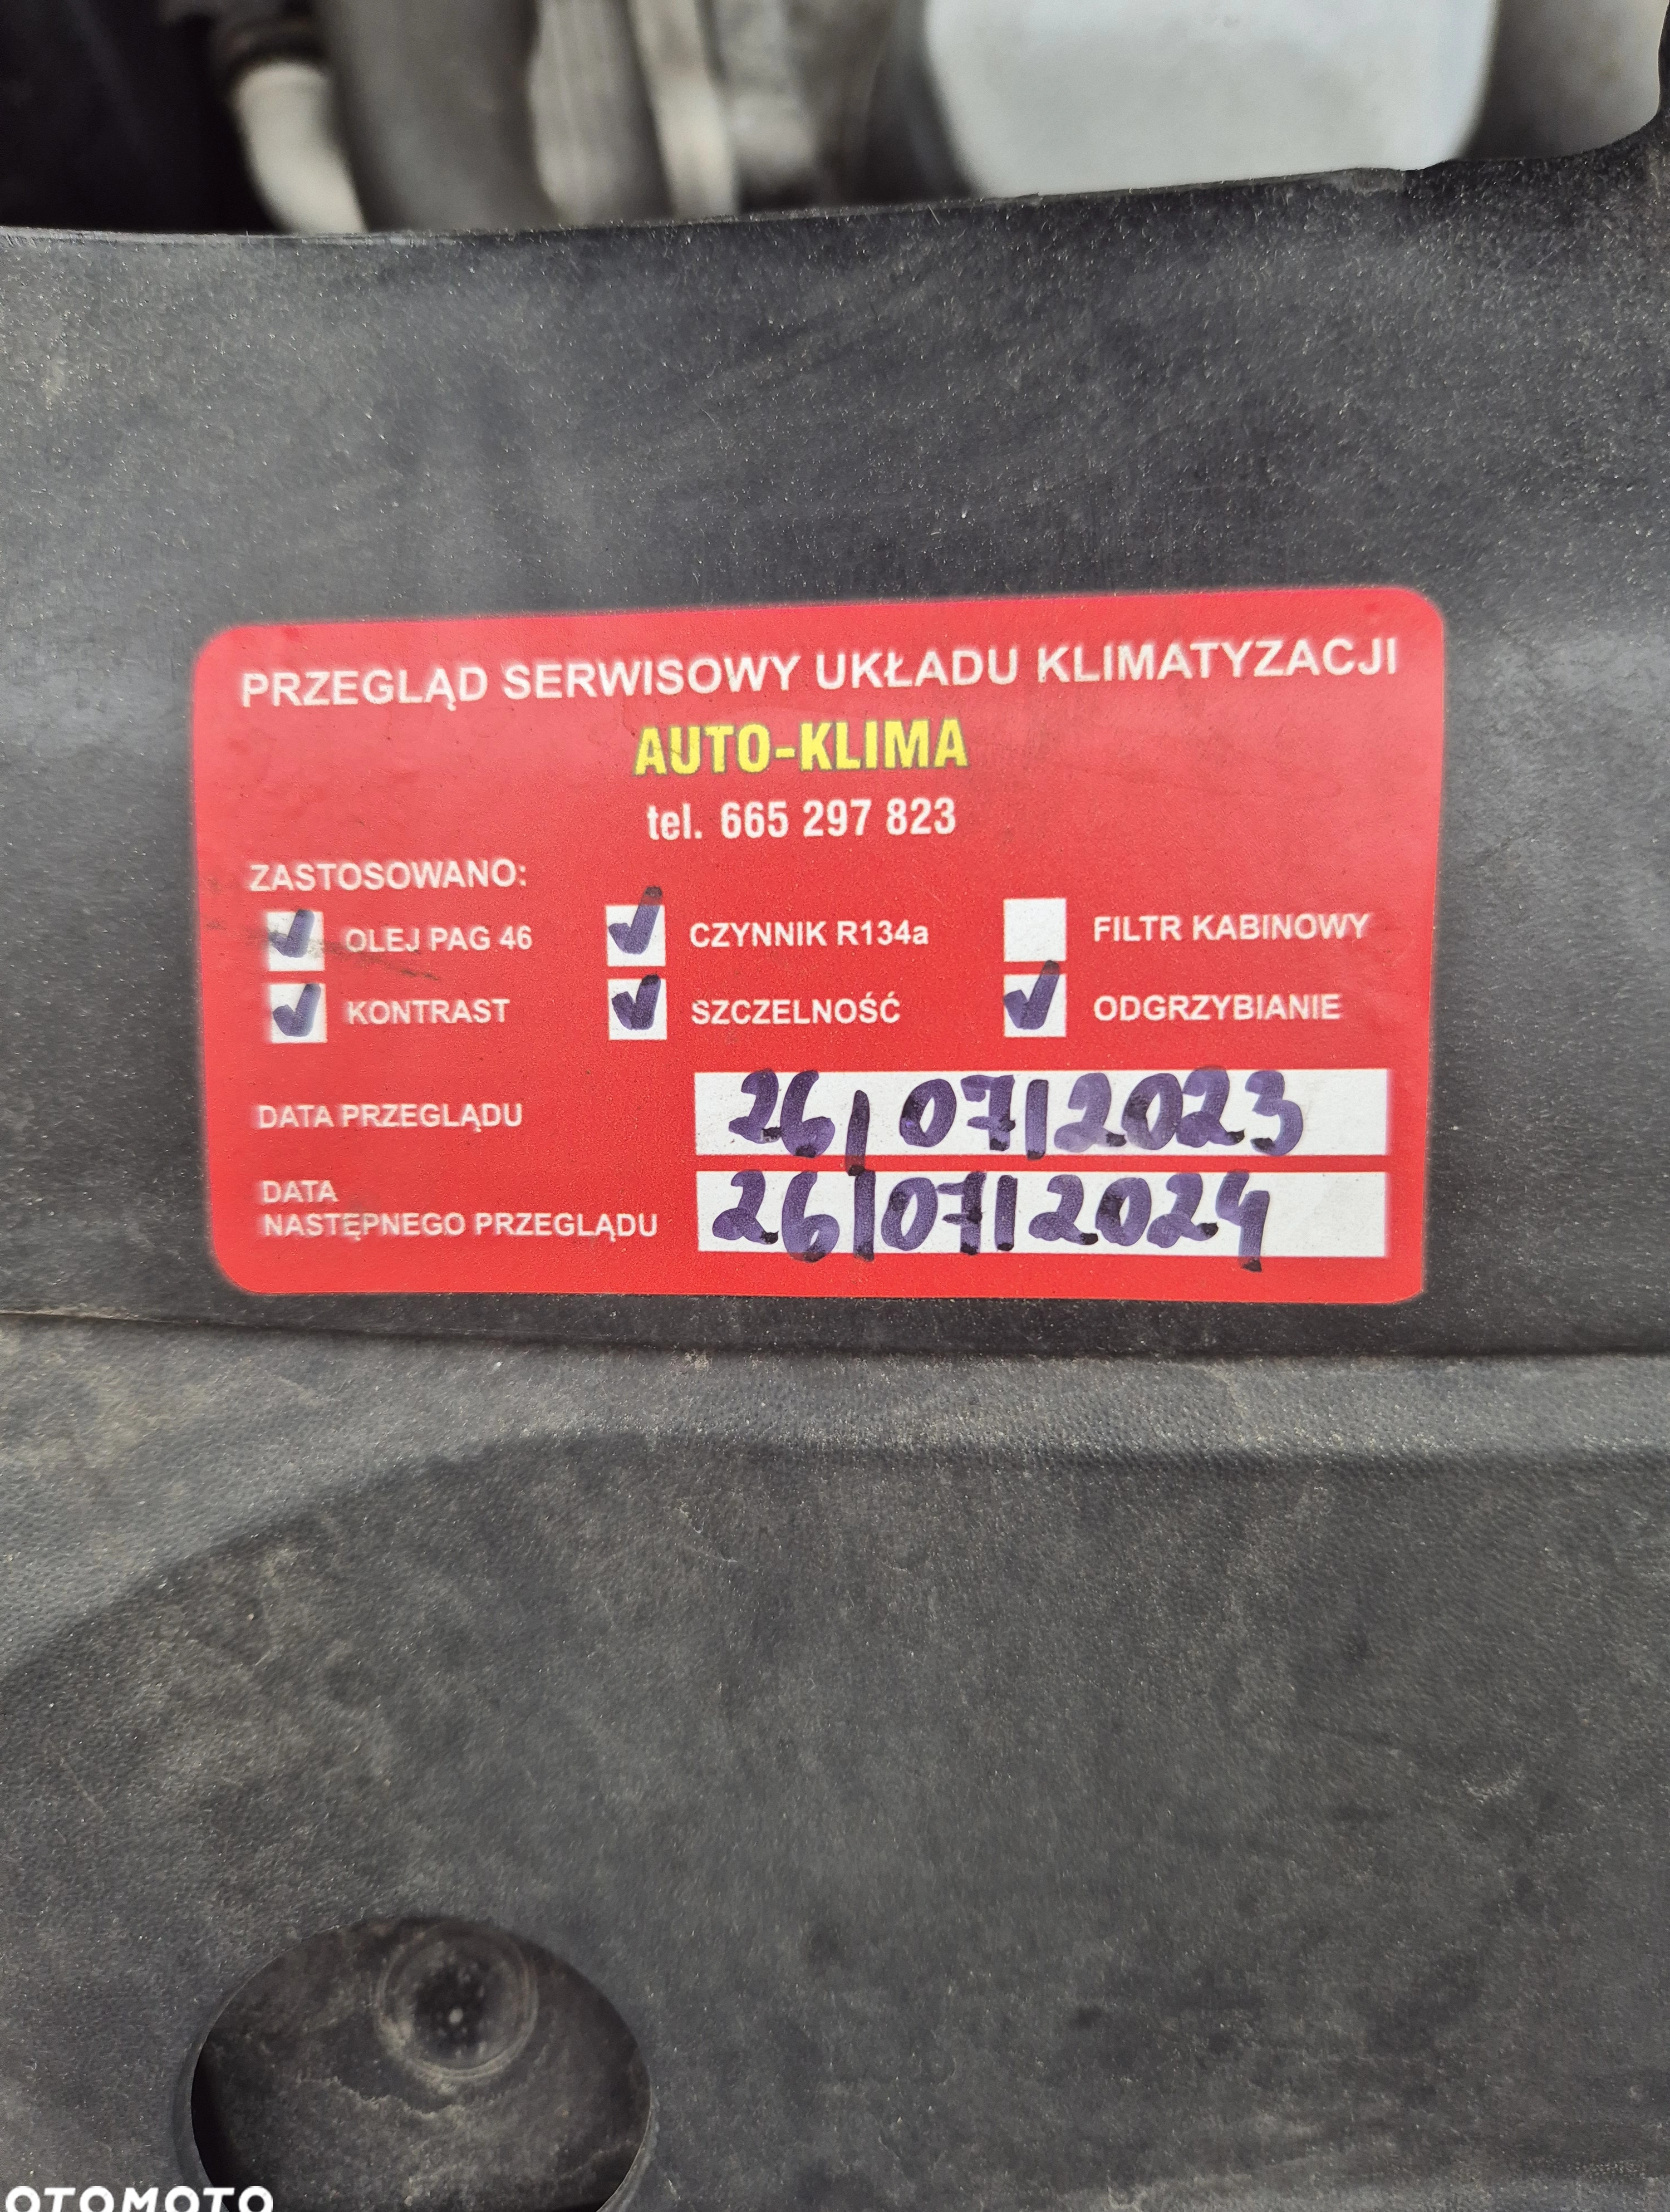 PRZEGLĄD SERWISOWY UKŁADU KLIMATYZACJI
AUTO-KLIMA
tel. 665 297 823
ZASTOSOWANO:
OLEJ PAG 46 CZYNNIK R134a FILTR KABINOWY
KONTRAST SZCZELNOŚĆ ODGRZYBIANIE
DATA PRZEGLĄDU 26/07/2023
DATA
NASTĘPNEGO PRZEGLĄDU 26/07/2024
OTOMOTO